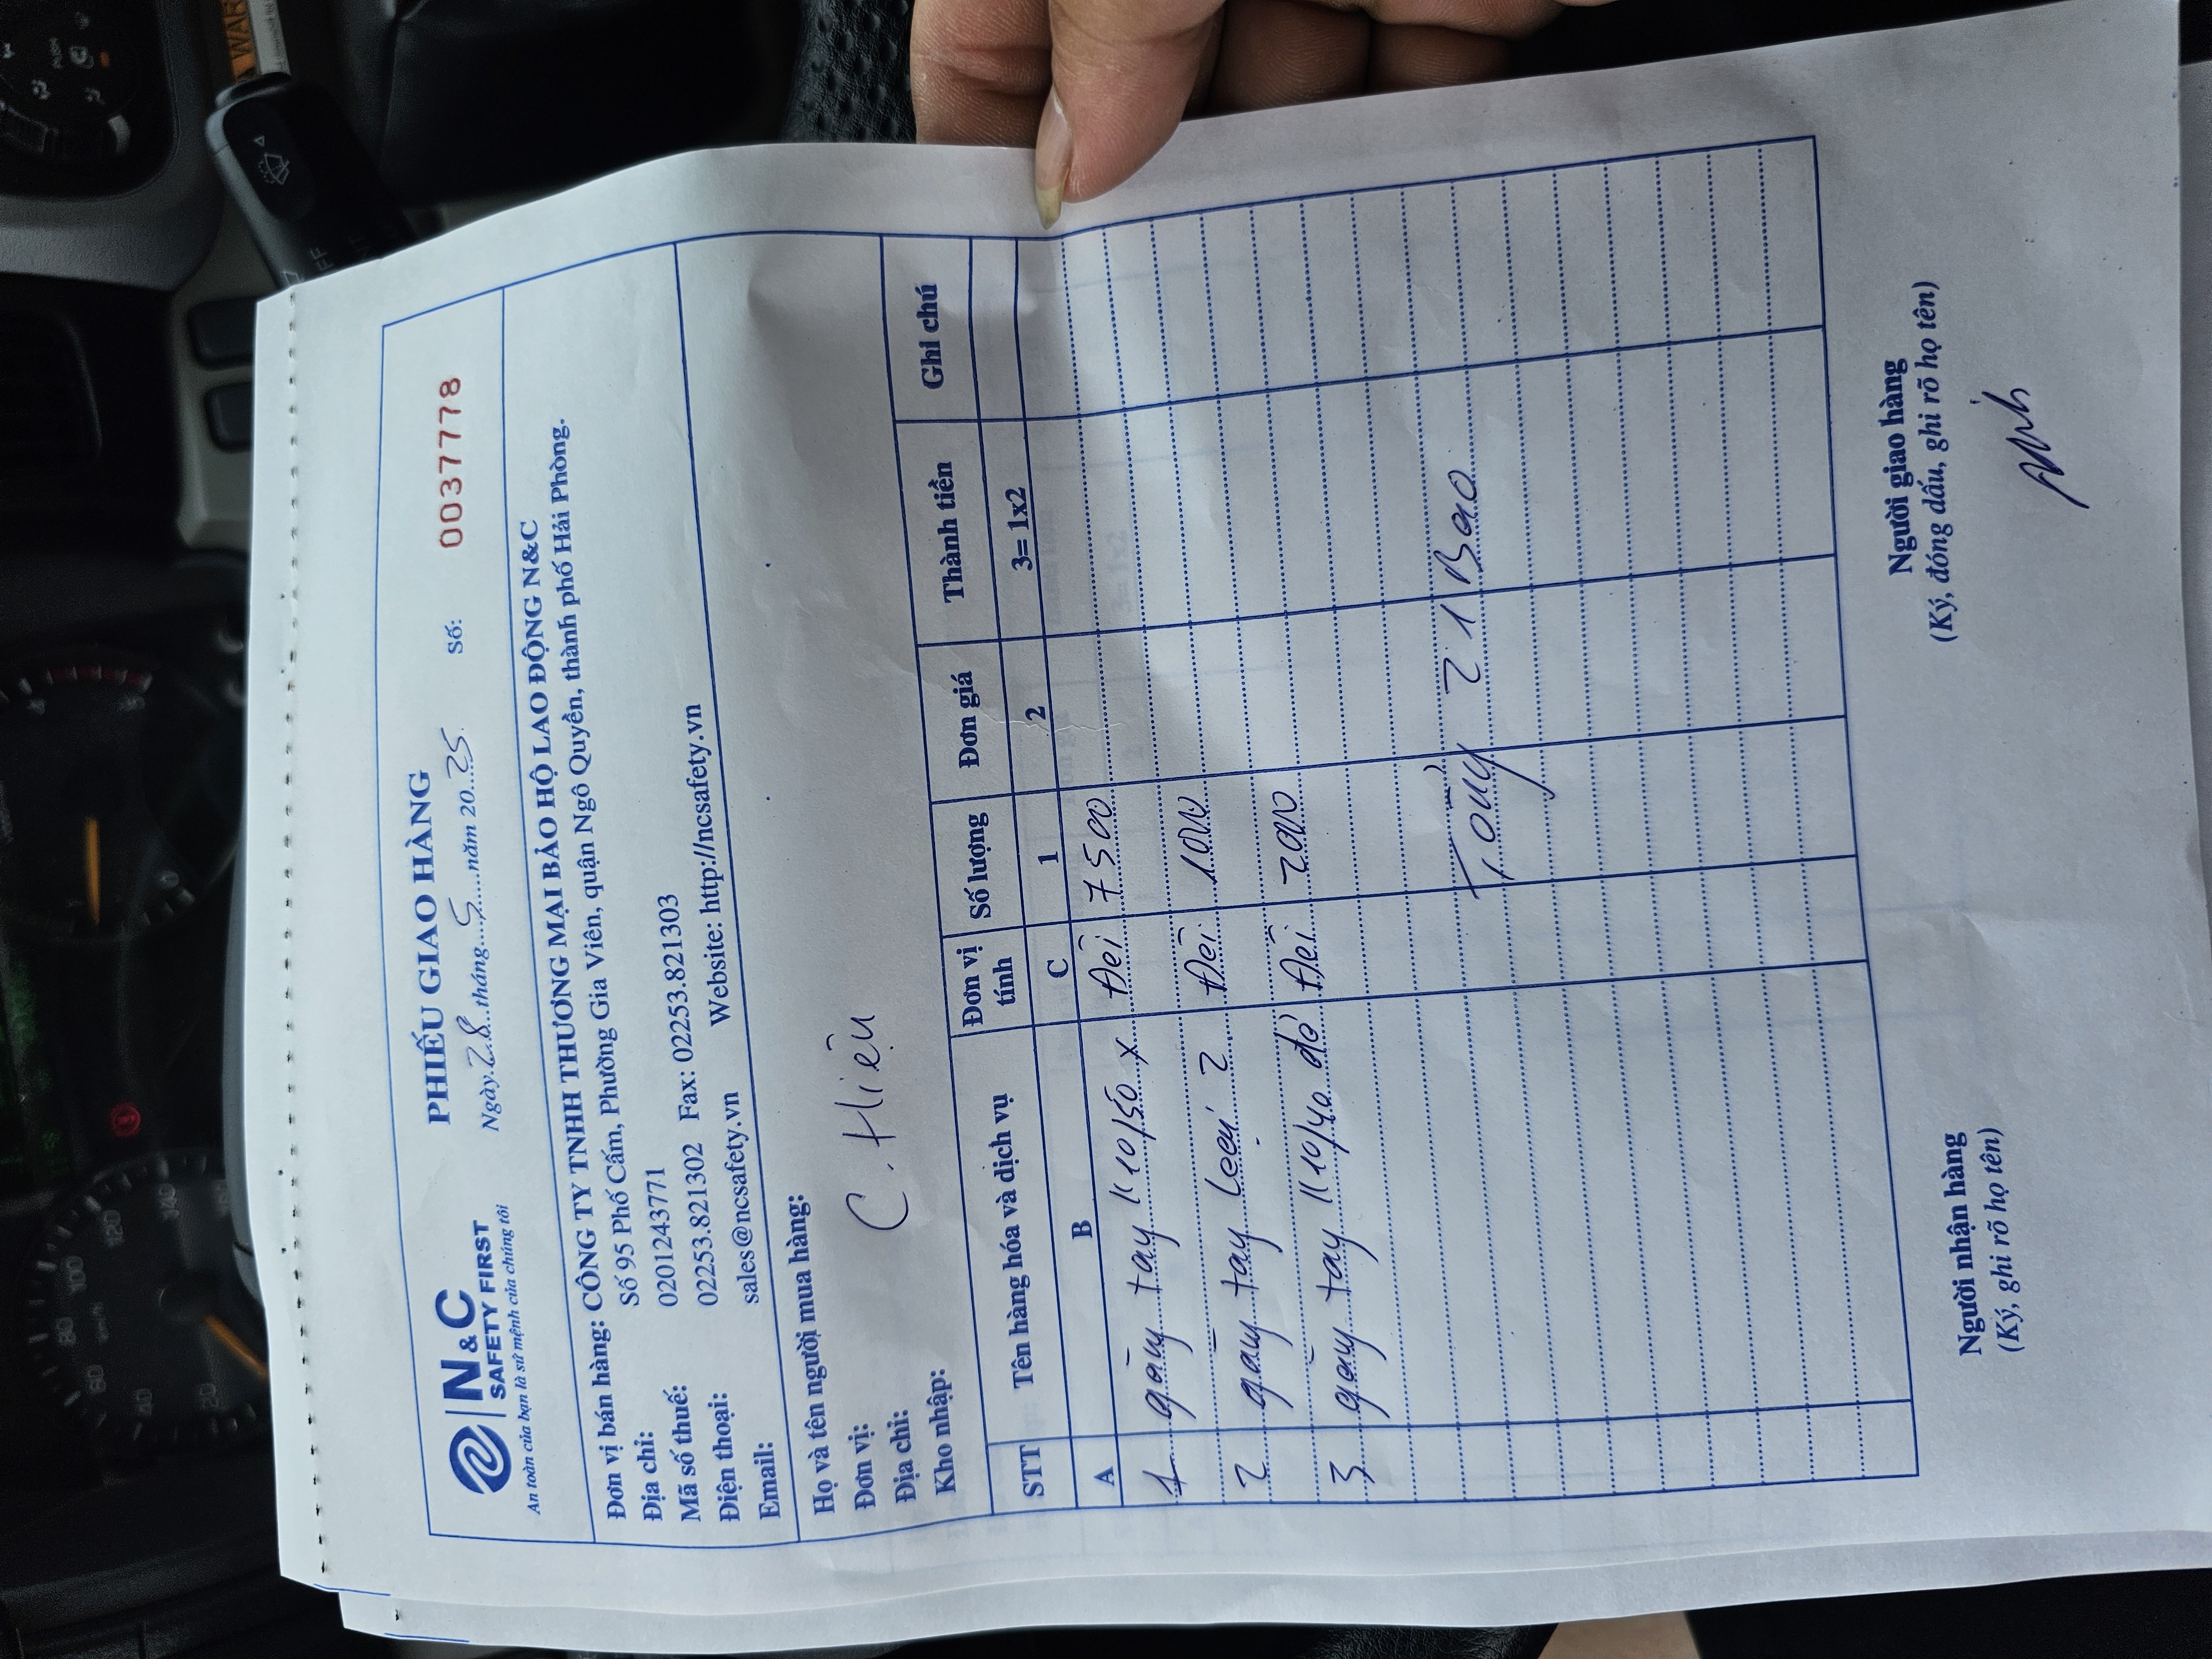 N&C
SAFETY FIRST
An toàn của bạn là sứ mệnh của chúng tôi
PHIẾU GIAO HÀNG
Ngày 28 tháng 5 năm 2025 Số: 0037778
Đơn vị bán hàng: CÔNG TY TNHH THƯƠNG MẠI BẢO HỘ LAO ĐỘNG N&C
Địa chỉ: Số 95 Phố Cấm, Phường Gia Viên, quận Ngô Quyền, thành phố Hải Phòng.
Mã số thuế: 0201243771
Điện thoại: 02253.821302 Fax: 02253.821303
Email: sales@ncsafety.vn Website: http://ncsafety.vn
Họ và tên người mua hàng:
Đơn vị: C. Hiền
Địa chỉ:
Kho nhập:
STT Tên hàng hóa và dịch vụ Đơn vị tính Số lượng Đơn giá Thành tiền Ghi chú
A B C 1 2 3= 1x2
1 găng tay K10/50 x Đôi 7500
2 găng tay 2 Đôi 1000
3 găng tay K10/40 đỏ Đôi 2000
Tổng 21 Bao
Người nhận hàng Người giao hàng
(Ký, ghi rõ họ tên) (Ký, đóng dấu, ghi rõ họ tên)